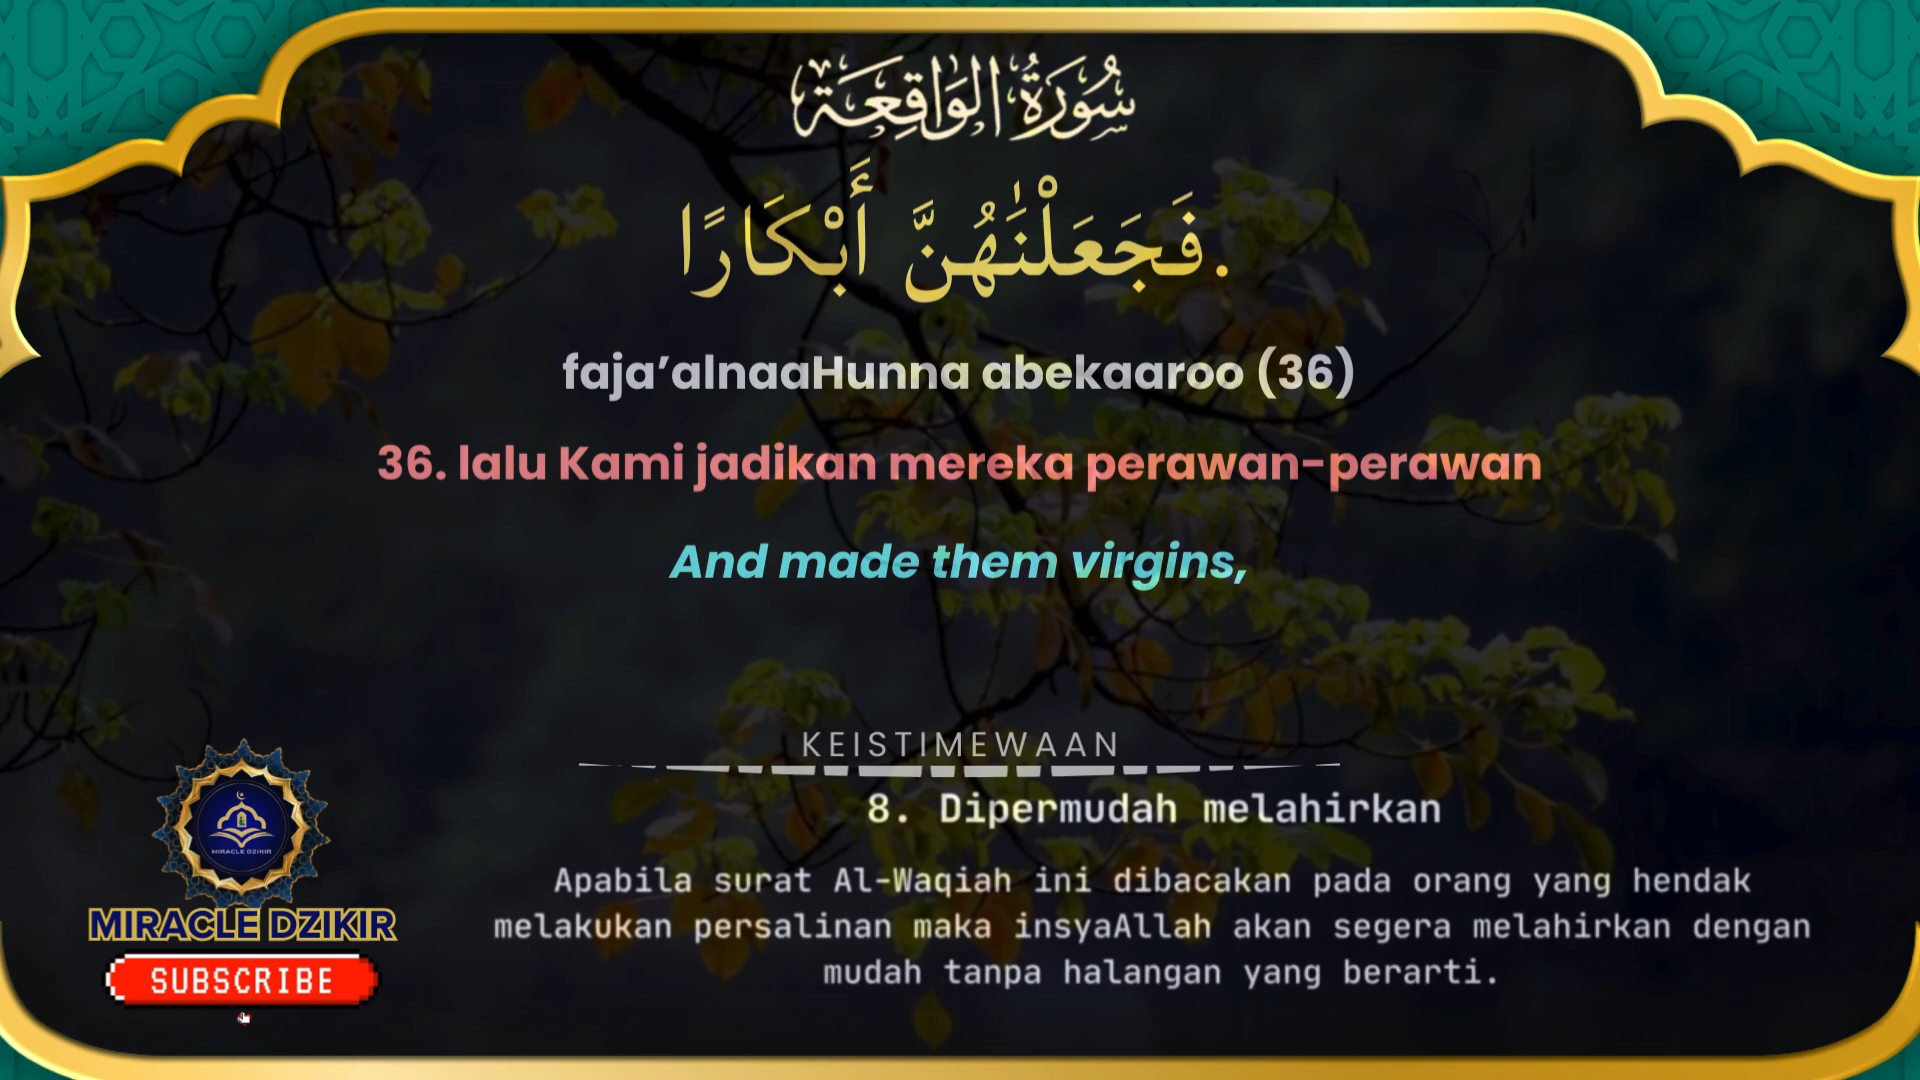 سُورَةُ الوَاقِعَة
فَجَعَلْنٰهُنَّ أَبْكَارًا.
faja’alnaaHunna abekaaroo (36)
36. lalu Kami jadikan mereka perawan-perawan
And made them virgins,
KEISTIMEWAAN
8. Dipermudah melahirkan
Apabila surat Al-Waqiah ini dibacakan pada orang yang hendak
melakukan persalinan maka insyaAllah akan segera melahirkan dengan
mudah tanpa halangan yang berarti.
MIRACLE DZIKIR
MIRACLE DZIKIR
SUBSCRIBE